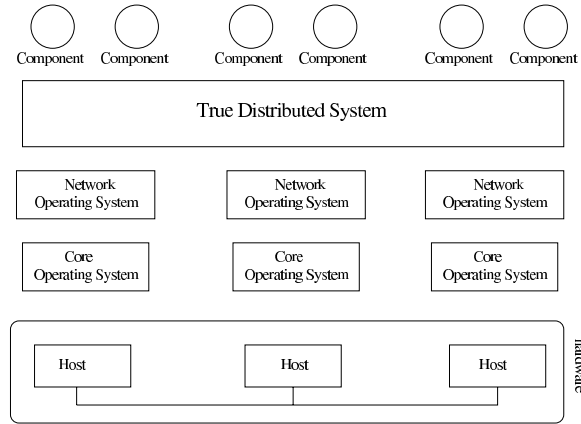 Component Component Component Component Component Component
True Distributed System
Network Network Network
Operating System Operating System Operating System
Core Core Core
Operating System Operating System Operating System
Host Host Host